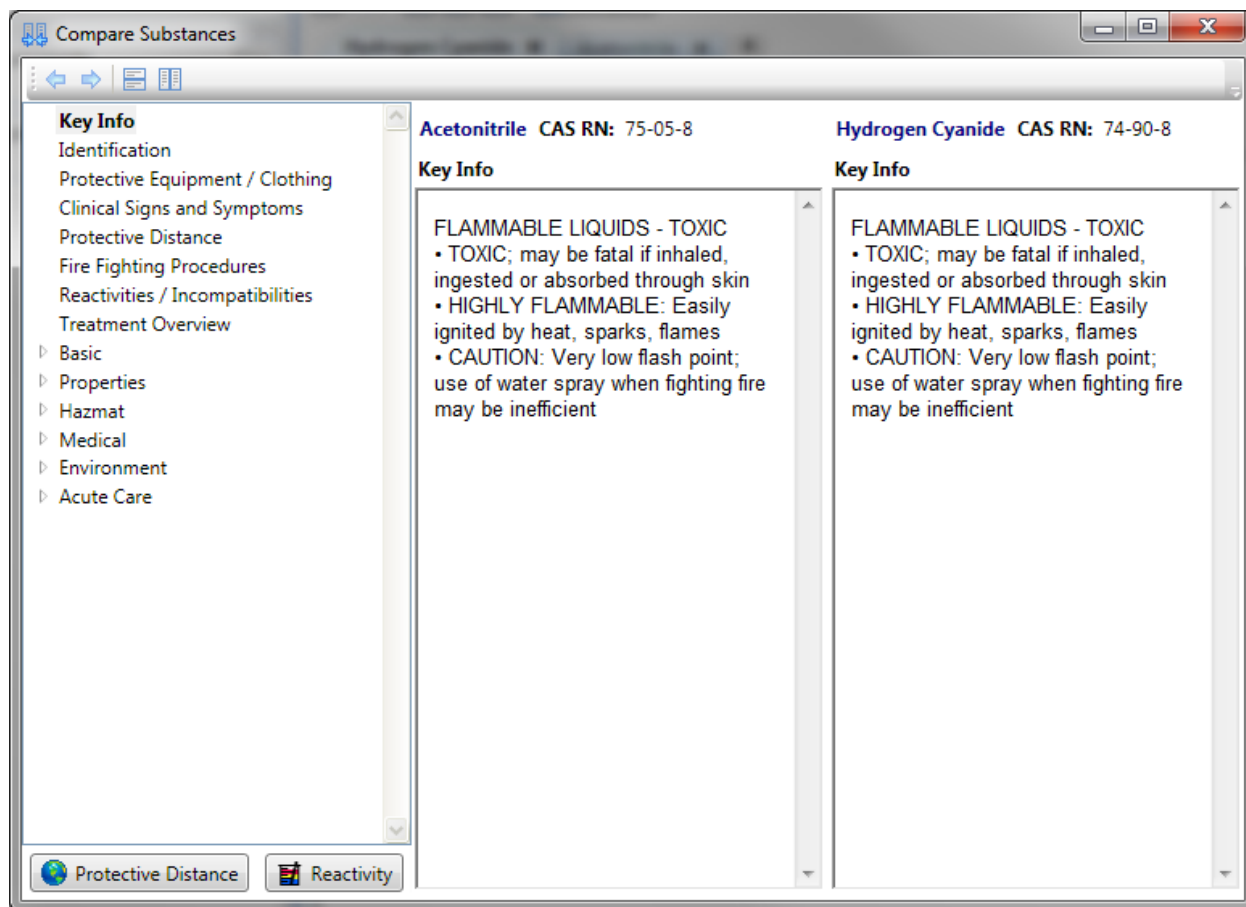 Compare Substances
Key Info
Identification
Protective Equipment / Clothing
Clinical Signs and Symptoms
Protective Distance
Fire Fighting Procedures
Reactivities / Incompatibilities
Treatment Overview
Basic
Properties
Hazmat
Medical
Environment
Acute Care
Protective Distance
Reactivity
Acetonitrile CAS RN: 75-05-8
Key Info
FLAMMABLE LIQUIDS - TOXIC
• TOXIC; may be fatal if inhaled,
ingested or absorbed through skin
• HIGHLY FLAMMABLE: Easily
ignited by heat, sparks, flames
• CAUTION: Very low flash point;
use of water spray when fighting fire
may be inefficient
Hydrogen Cyanide CAS RN: 74-90-8
Key Info
FLAMMABLE LIQUIDS - TOXIC
• TOXIC; may be fatal if inhaled,
ingested or absorbed through skin
• HIGHLY FLAMMABLE: Easily
ignited by heat, sparks, flames
• CAUTION: Very low flash point;
use of water spray when fighting fire
may be inefficient